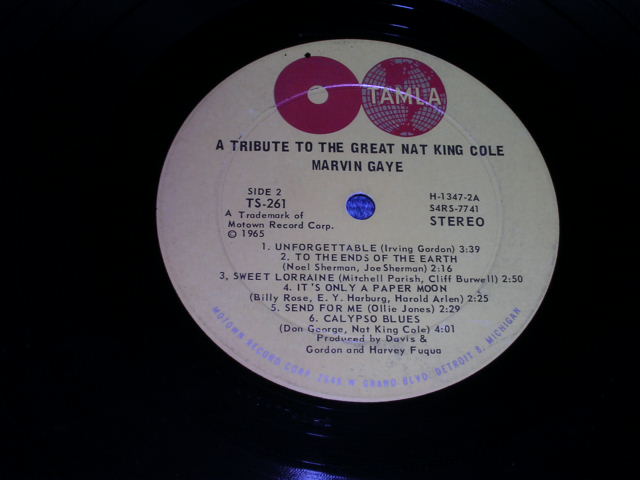 TAMLA
A TRIBUTE TO THE GREAT NAT KING COLE
MARVIN GAYE
SIDE 2
TS-261
A Trademark of
Motown Record Corp.
© 1965
H-1347-2A
S4RS-7741
STEREO
1. UNFORGETTABLE (Irving Gordon) 3:39
2. TO THE ENDS OF THE EARTH
(Noel Sherman, Joe Sherman) 2:16
3. SWEET LORRAINE (Mitchell Parish, Cliff Burwell) 2:50
4. IT'S ONLY A PAPER MOON
(Billy Rose, E. Y. Harburg, Harold Arlen) 2:25
5. SEND FOR ME (Ollie Jones) 2:29
6. CALYPSO BLUES
(Don George, Nat King Cole) 4:01
Produced by Davis &
Gordon and Harvey Fuqua
MOTOWN RECORD CORP. 2648 W. GRAND BLVD. DETROIT 8, MICHIGAN